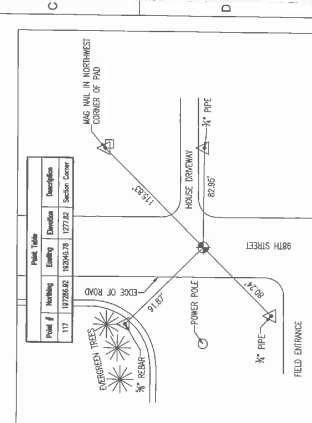 C
D
Point Table
Point # Northing Easting Elevation Description
117 197286.92 192040.78 1277.82 Section Corner
MAG NAIL IN NORTHWEST
CORNER OF PAD
115.83'
HOUSE DRIVEWAY
3/4" PIPE
82.95'
EDGE OF ROAD
91.87'
EVERGREEN TREES
5/8" REBAR
POWER POLE
98TH STREET
80.24'
3/4" PIPE
FIELD ENTRANCE